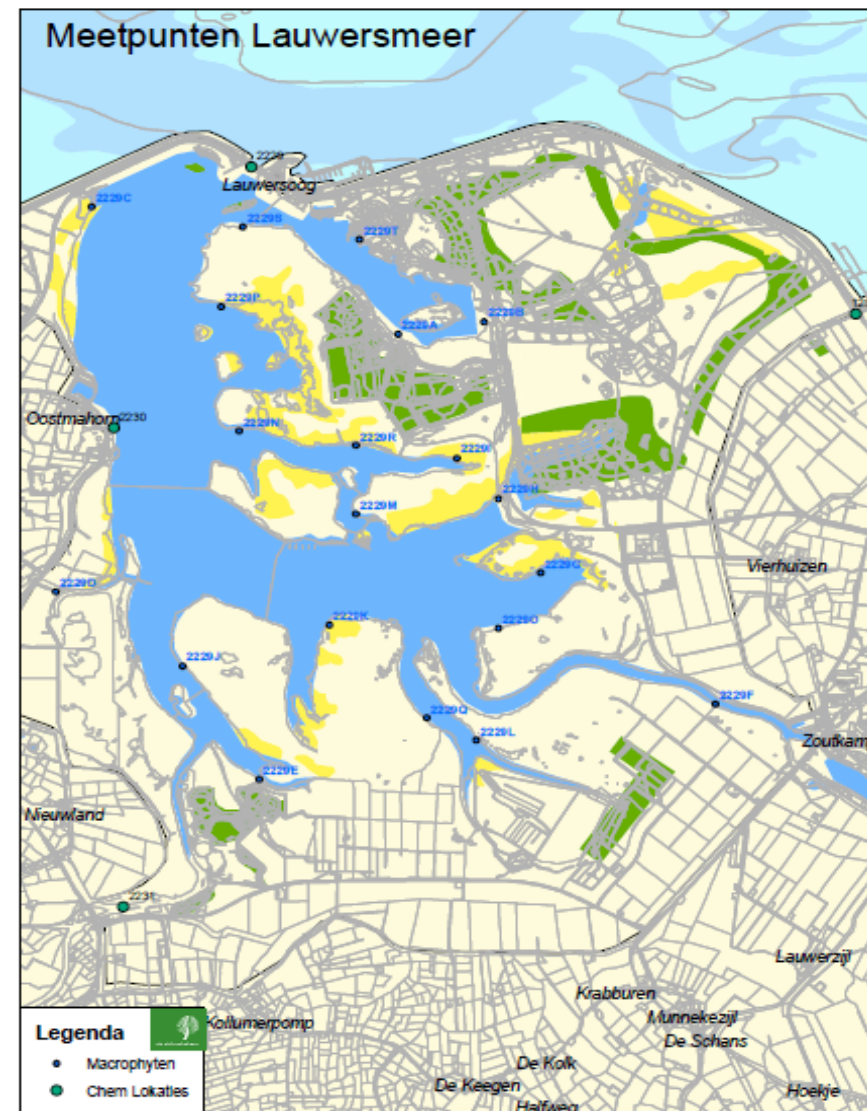 Meetpunten Lauwersmeer
2229
Lauwersoog
2229C
2229S
2229T
2229P
2229A
2229B
Oostmahorn
2230
2229N
2229R
2229I
2229H
2229M
Vierhuizen
2229G
2229D
2229K
2229O
2229J
2229F
2229Q
2229L
Zoutkam
2229E
Nieuwland
2231
Lauwerzijl
Krabburen
Munnekezijl
De Schans
Kollumerpomp
De Kolk
De Keegen
Halfweg
Hoekje
Legenda
Macrophyten
Chem Lokaties